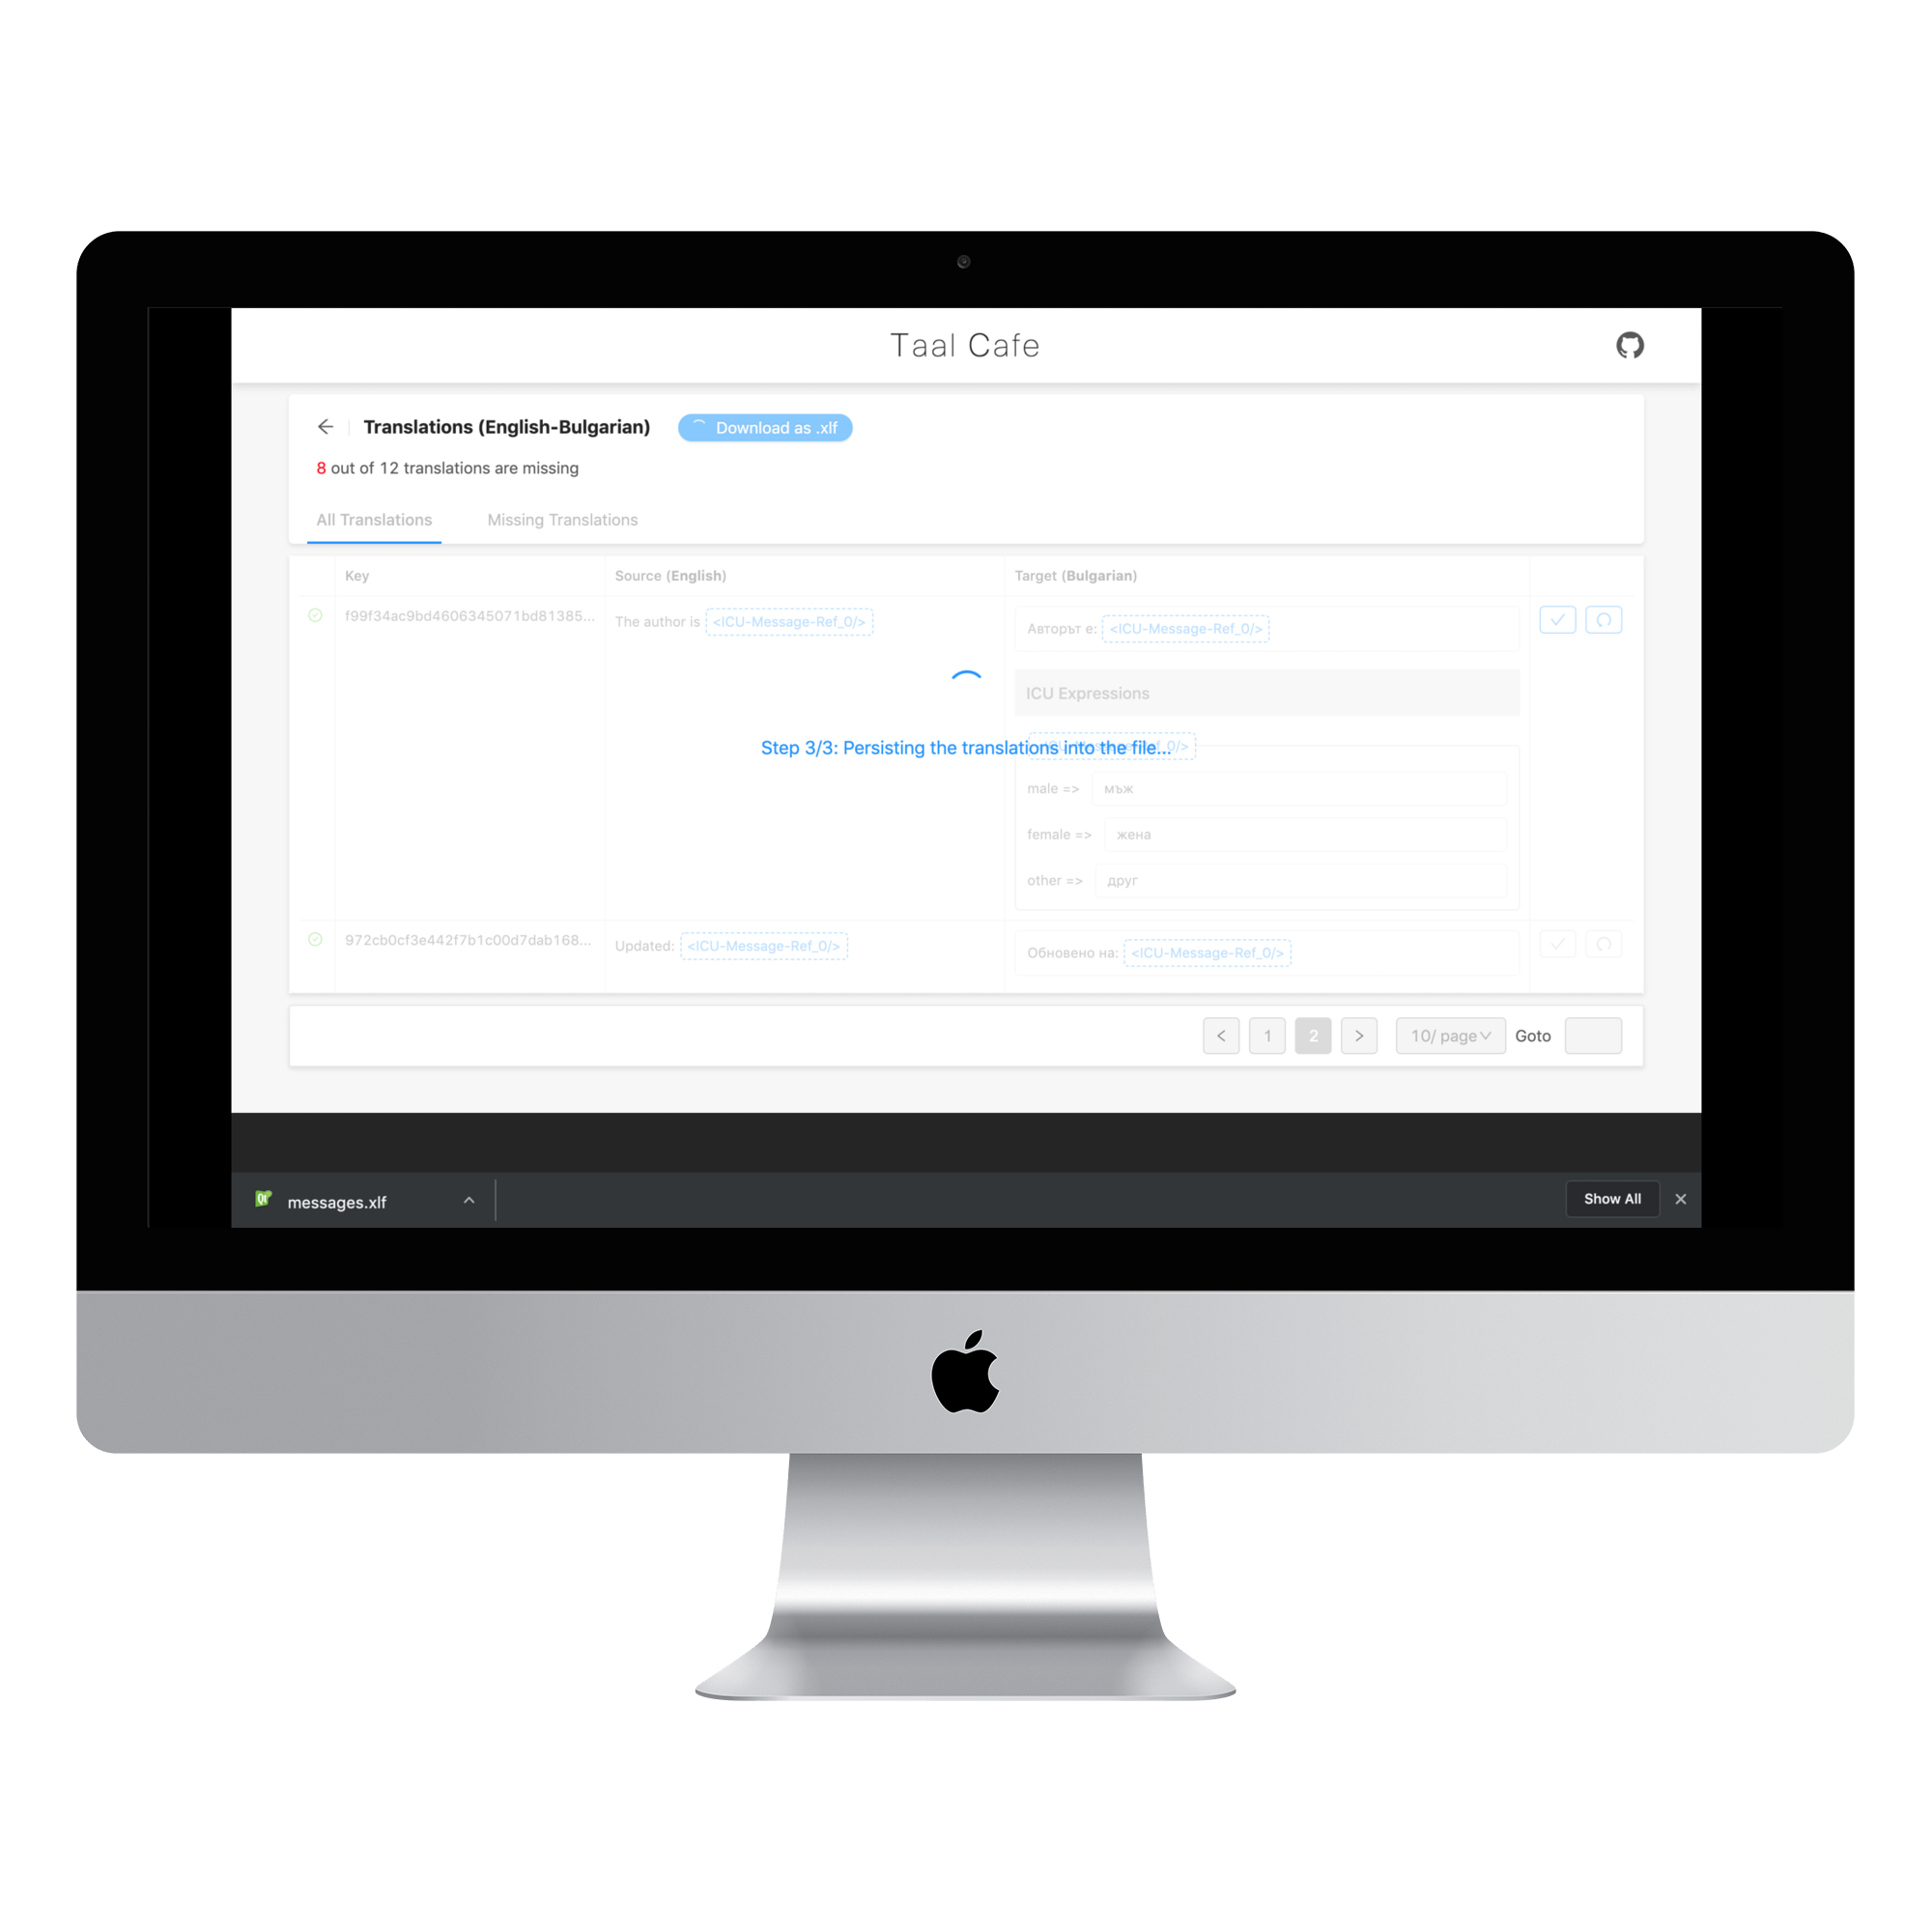 Taal Cafe
Translations (English-Bulgarian)
Download as .xlf
8 out of 12 translations are missing
All Translations
Missing Translations
Key
Source (English)
Target (Bulgarian)
f99f34ac9bd4606345071bd81385...
The author is <ICU-Message-Ref_0/>
Авторът е: <ICU-Message-Ref_0/>
ICU Expressions
Step 3/3: Persisting the translations into the file...
<ICU-Message-Ref_0/>
male => мъж
female => жена
other => друг
972cb0cf3e442f7b1c00d7dab168...
Updated: <ICU-Message-Ref_0/>
Обновено на: <ICU-Message-Ref_0/>
< 1 2 > 10/ page Goto
messages.xlf
Show All